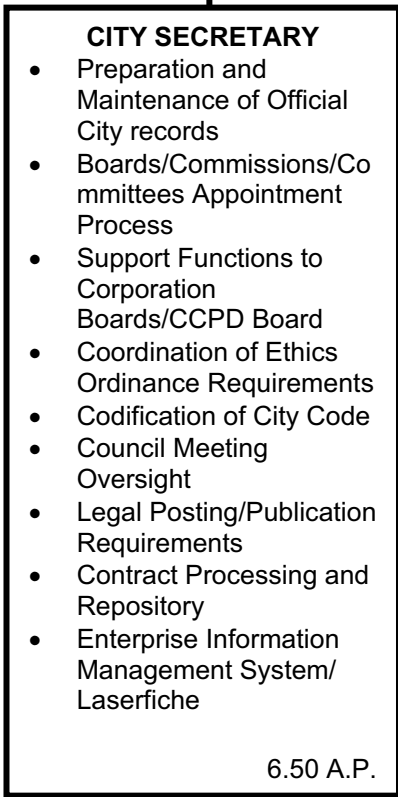 CITY SECRETARY
• Preparation and
Maintenance of Official
City records
• Boards/Commissions/Co
mmittees Appointment
Process
• Support Functions to
Corporation
Boards/CCPD Board
• Coordination of Ethics
Ordinance Requirements
• Codification of City Code
• Council Meeting
Oversight
• Legal Posting/Publication
Requirements
• Contract Processing and
Repository
• Enterprise Information
Management System/
Laserfiche
6.50 A.P.